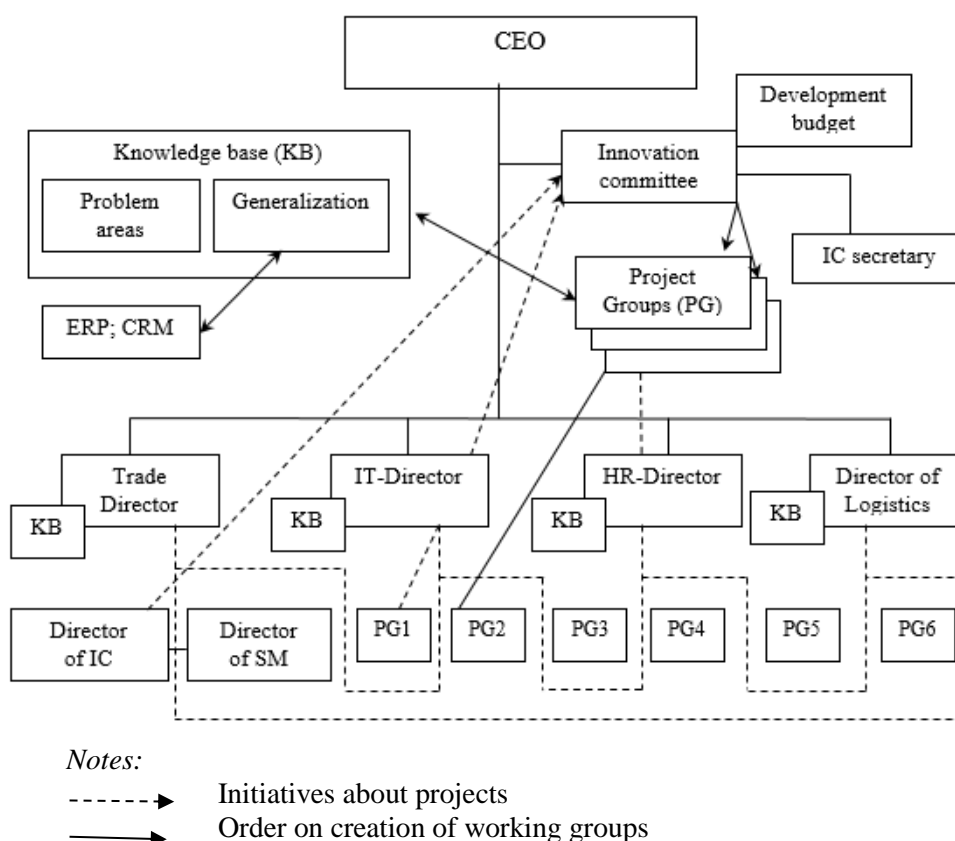 CEO
Development
budget
Knowledge base (KB)
Innovation
committee
Problem
areas
Generalization
IC secretary
Project
Groups (PG)
ERP; CRM
Trade
Director
IT-Director
HR-Director
Director of
Logistics
KB
KB
KB
KB
Director
of IC
Director
of SM
PG1
PG2
PG3
PG4
PG5
PG6
Notes:
Initiatives about projects
Order on creation of working groups